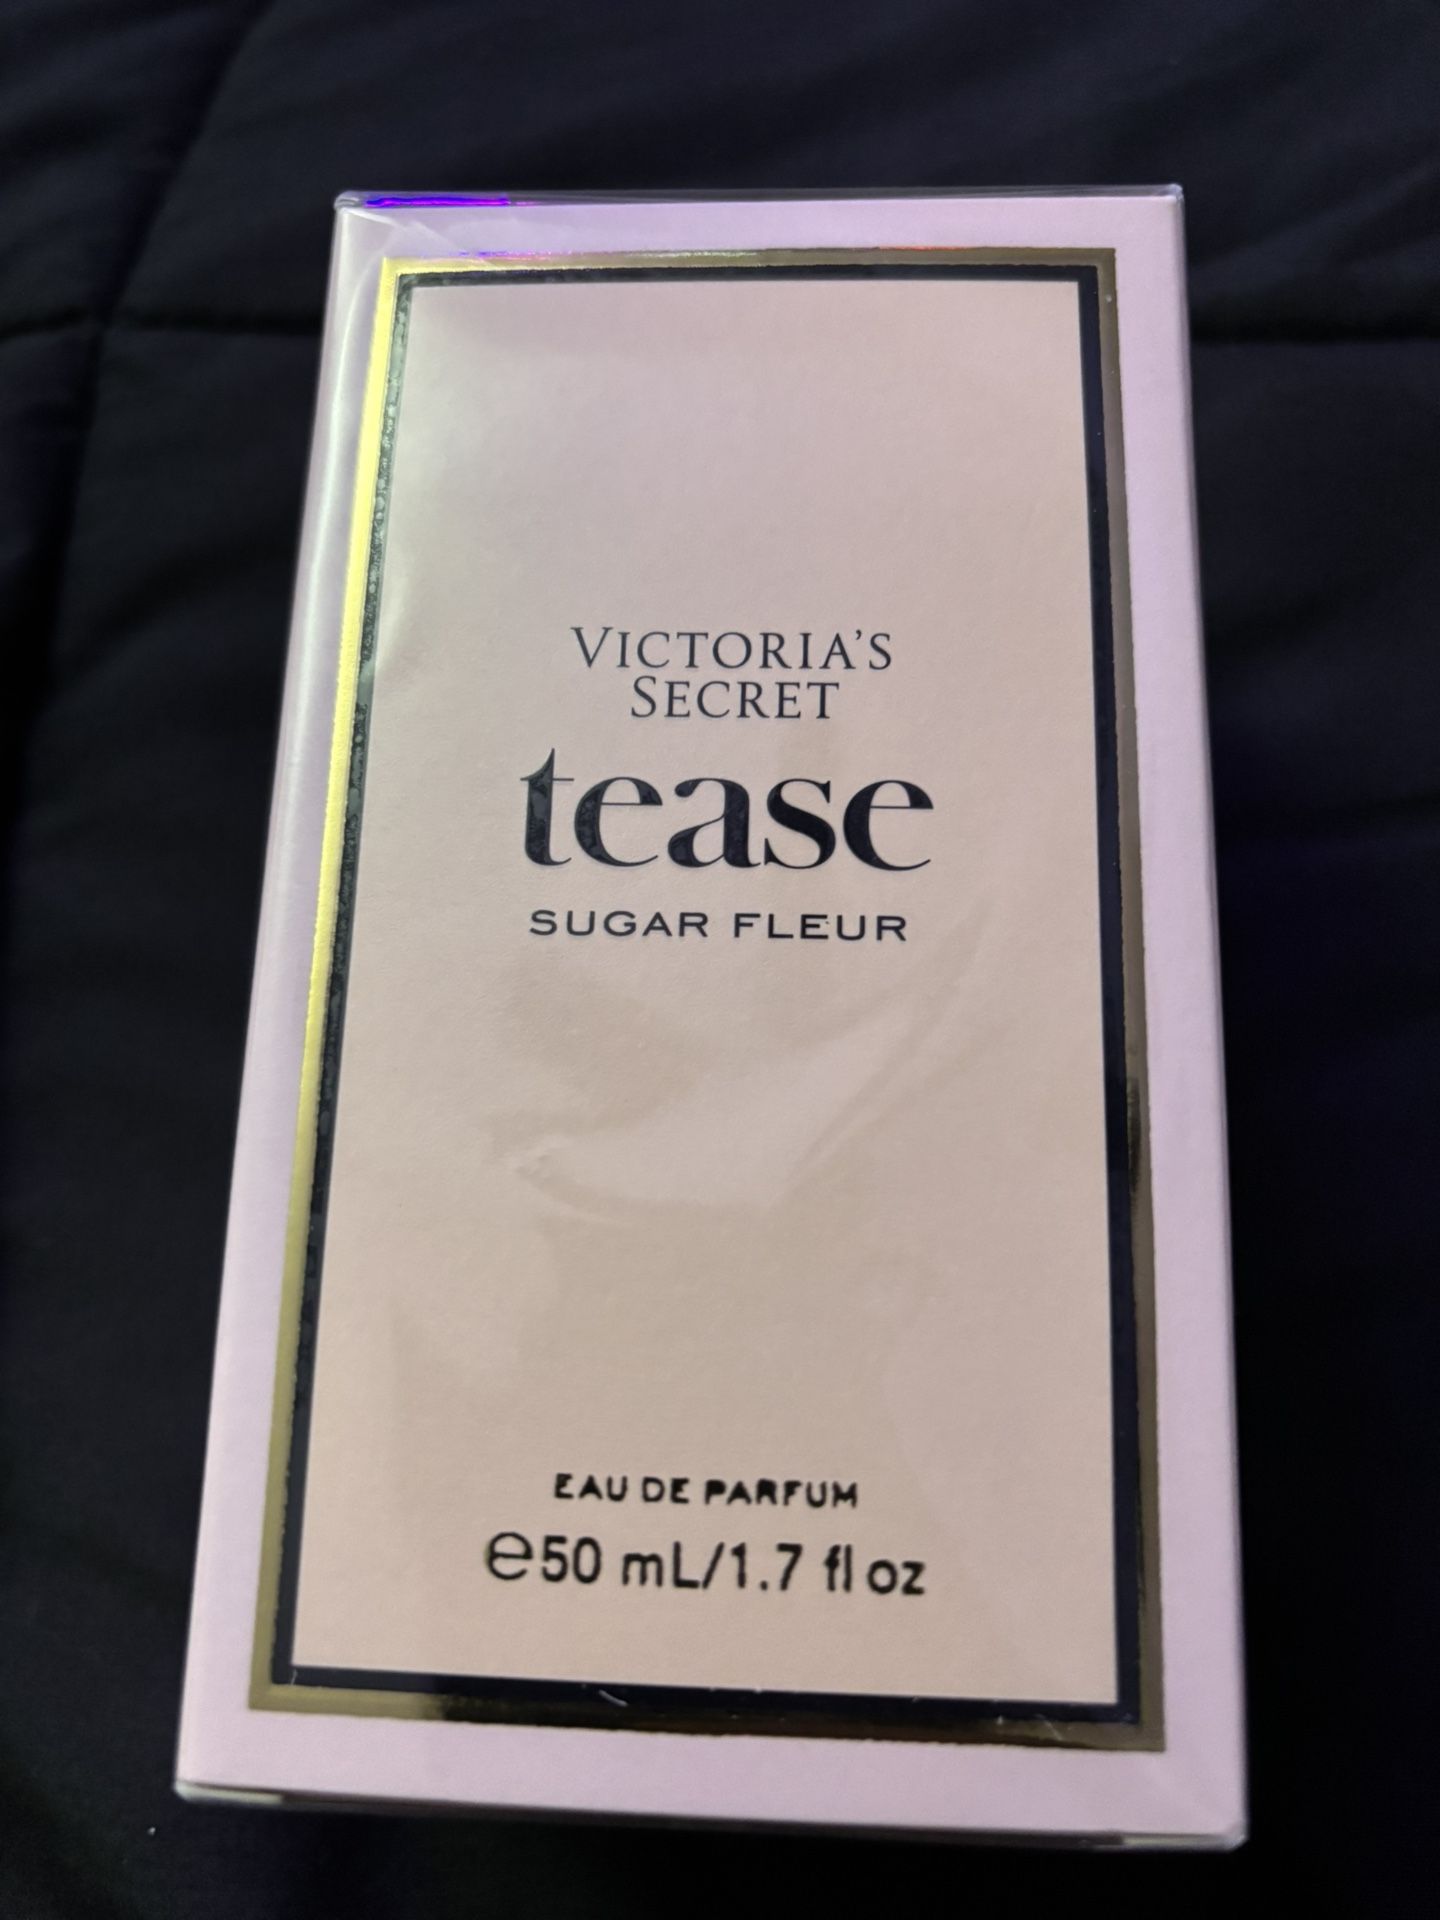 VICTORIA'S
SECRET
tease
SUGAR FLEUR
EAU DE PARFUM
℮50 mL/1.7 fl oz